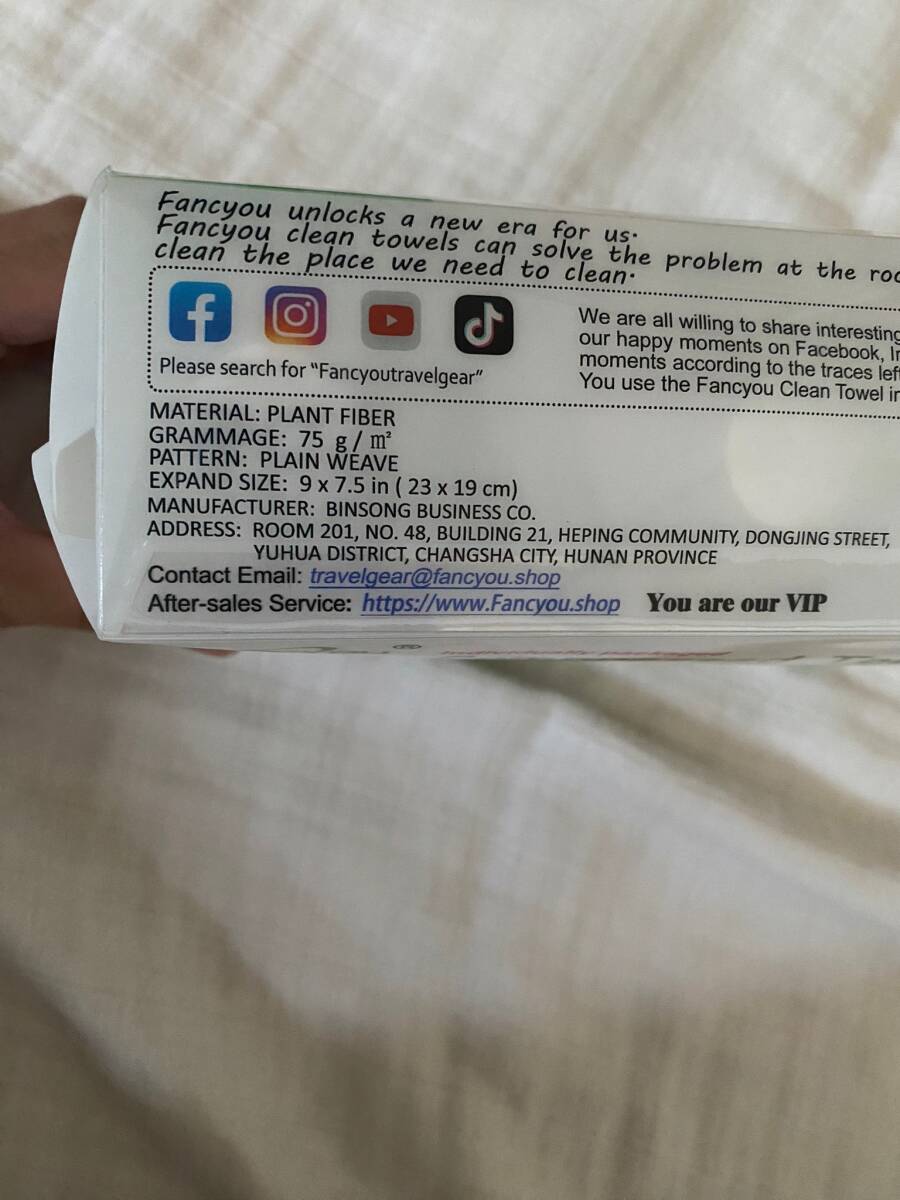 Fancyou unlocks a new era for us.
Fancyou clean towels can solve the problem at the
clean the place we need to clean.
Please search for "Fancyoutravelgear"
We are all willing to share interesting
our happy moments on Facebook,
moments according to the traces
You use the Fancyou Clean Towel
MATERIAL: PLANT FIBER
GRAMMAGE: 75 g / m²
PATTERN: PLAIN WEAVE
EXPAND SIZE: 9 x 7.5 in ( 23 x 19 cm)
MANUFACTURER: BINSONG BUSINESS CO.
ADDRESS: ROOM 201, NO. 48, BUILDING 21, HEPING COMMUNITY, DONGJING STREET,
YUHUA DISTRICT, CHANGSHA CITY, HUNAN PROVINCE
Contact Email: travelgear@fancyou.shop
After-sales Service: https://www.Fancyou.shop You are our VIP